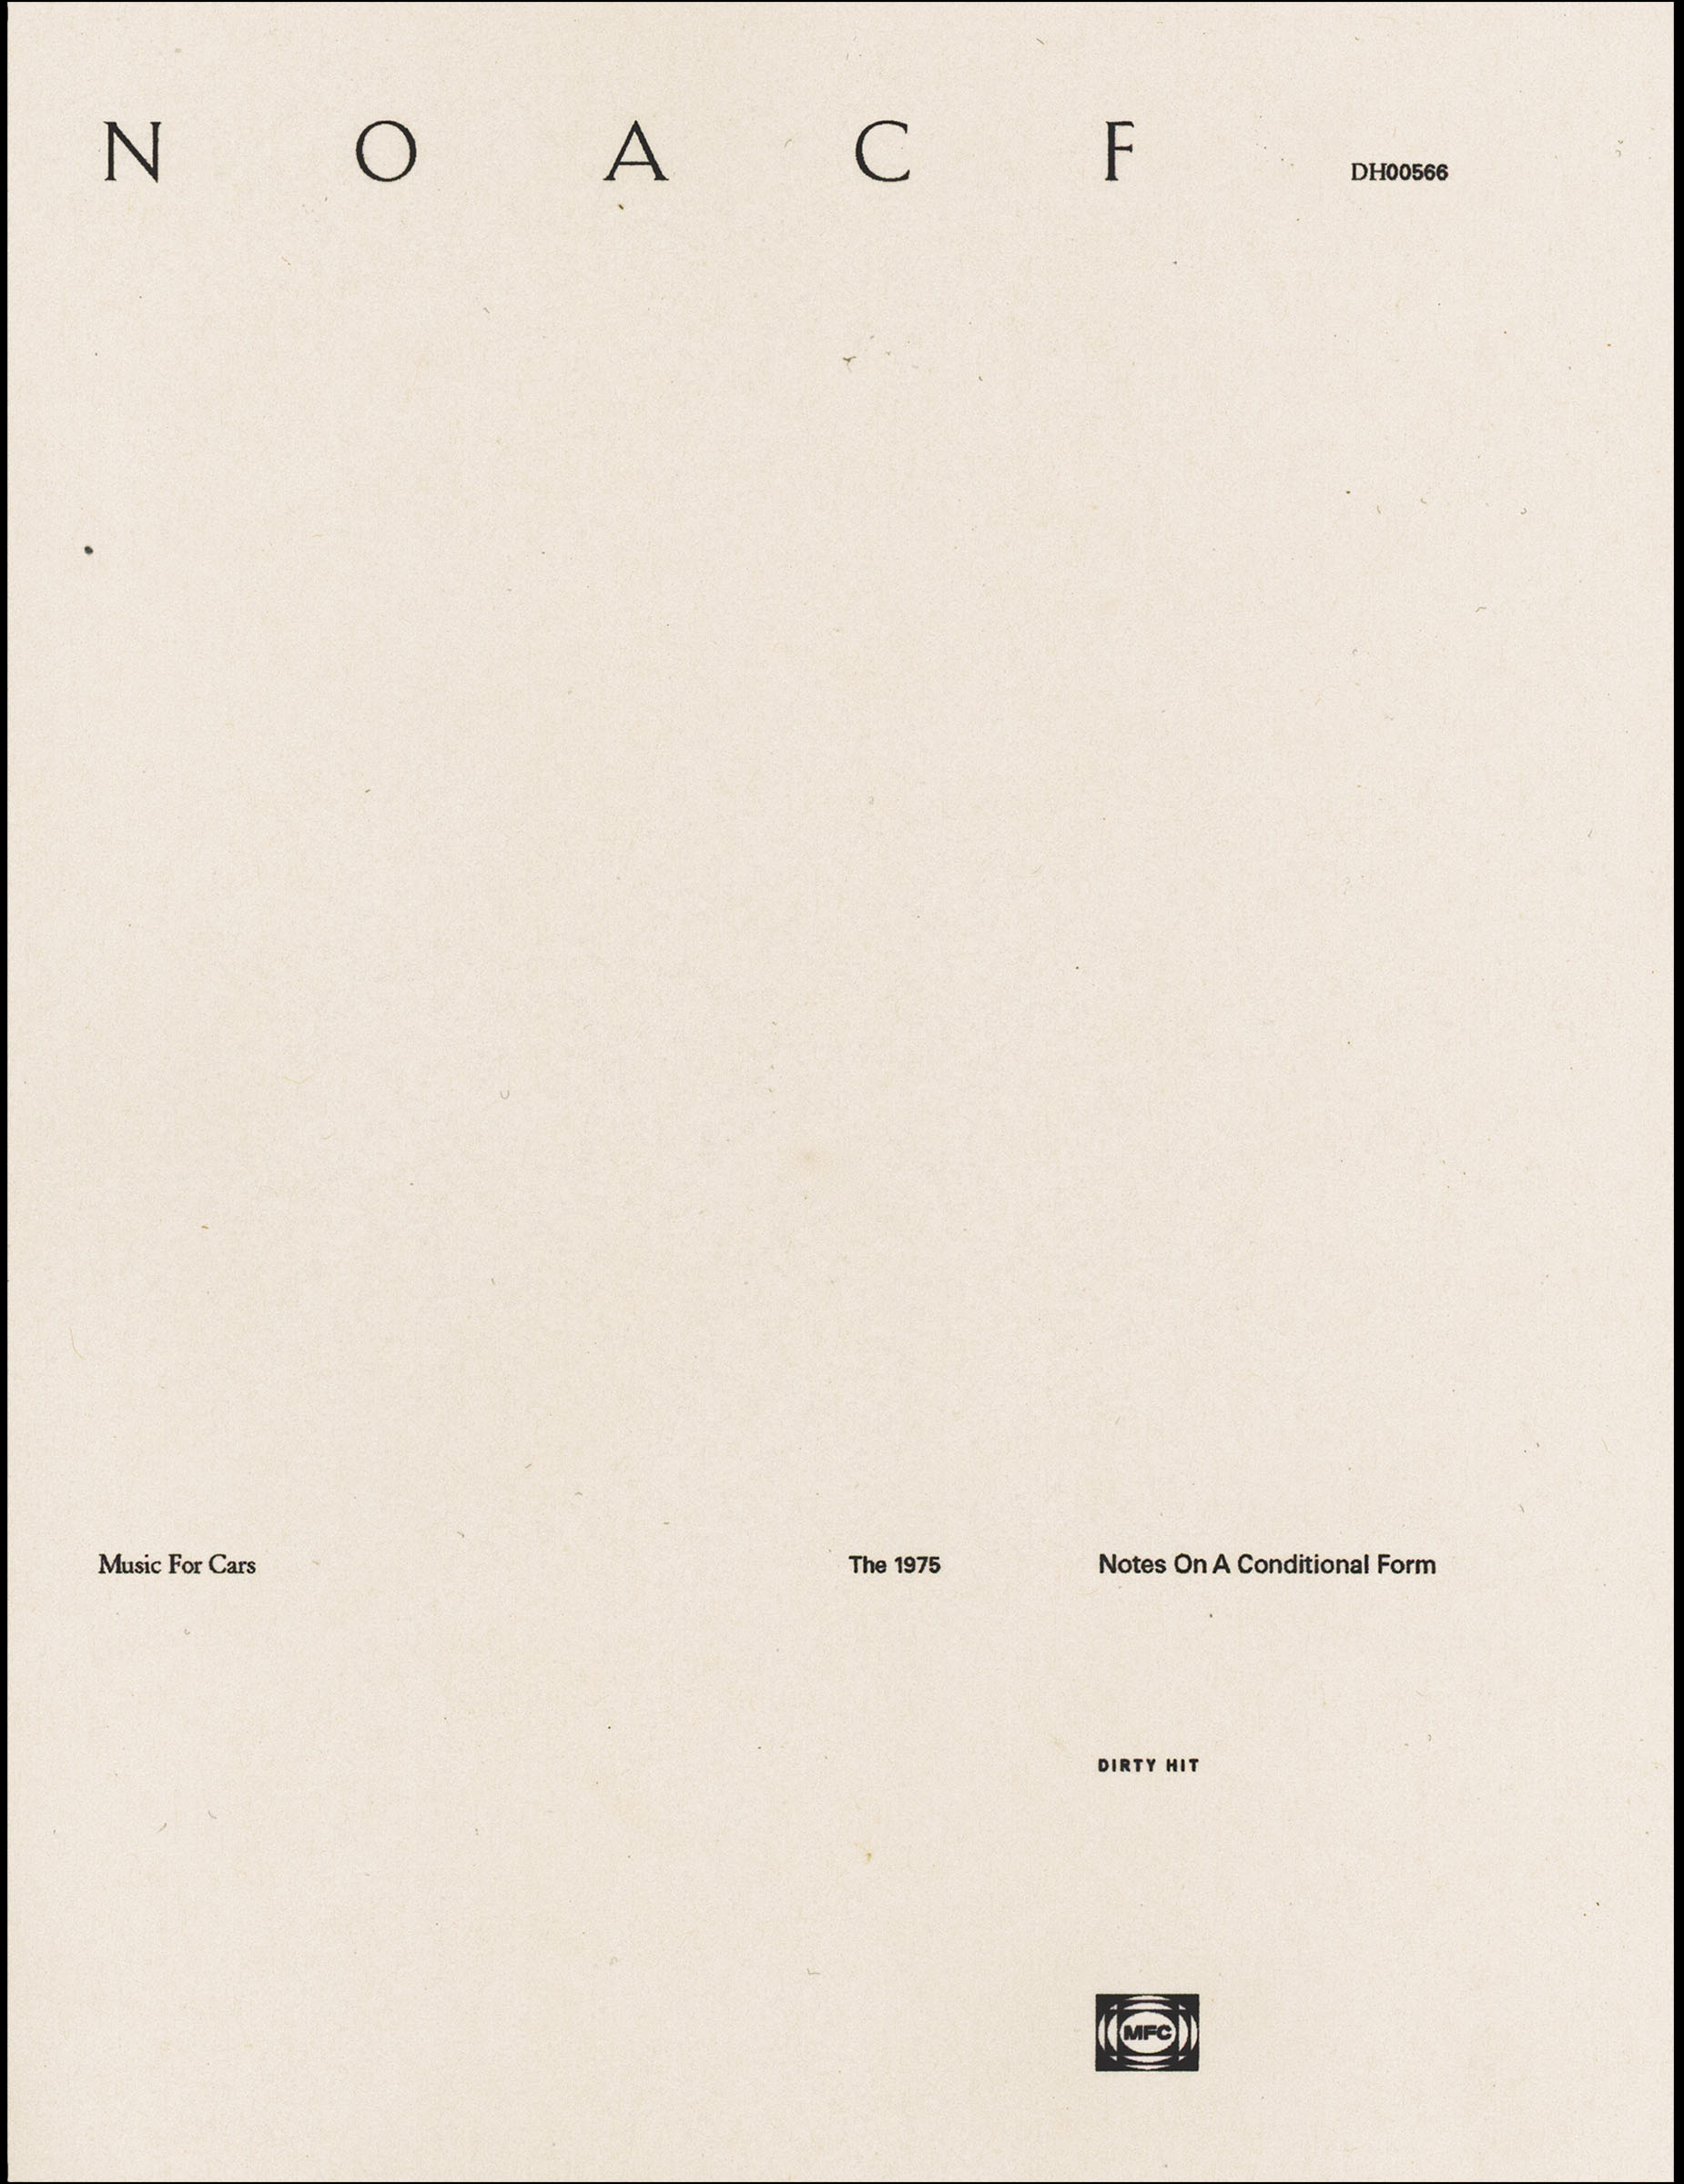 N O A C F DH00566
Music For Cars The 1975 Notes On A Conditional Form
DIRTY HIT
MFC